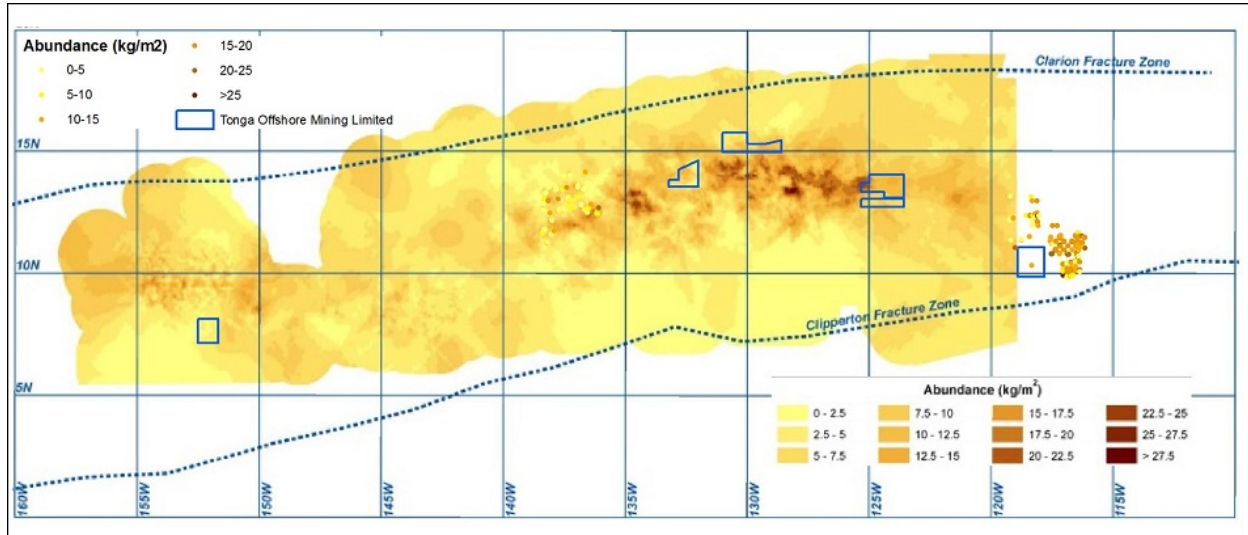 Abundance (kg/m2)
0-5
5-10
10-15
15-20
20-25
>25
Tonga Offshore Mining Limited
Clarion Fracture Zone
15N
10N
Clipperton Fracture Zone
5N
Abundance (kg/m²)
0 - 2.5
2.5 - 5
5 - 7.5
7.5 - 10
10 - 12.5
12.5 - 15
15 - 17.5
17.5 - 20
20 - 22.5
22.5 - 25
25 - 27.5
> 27.5
160W
155W
150W
145W
140W
135W
130W
125W
120W
115W